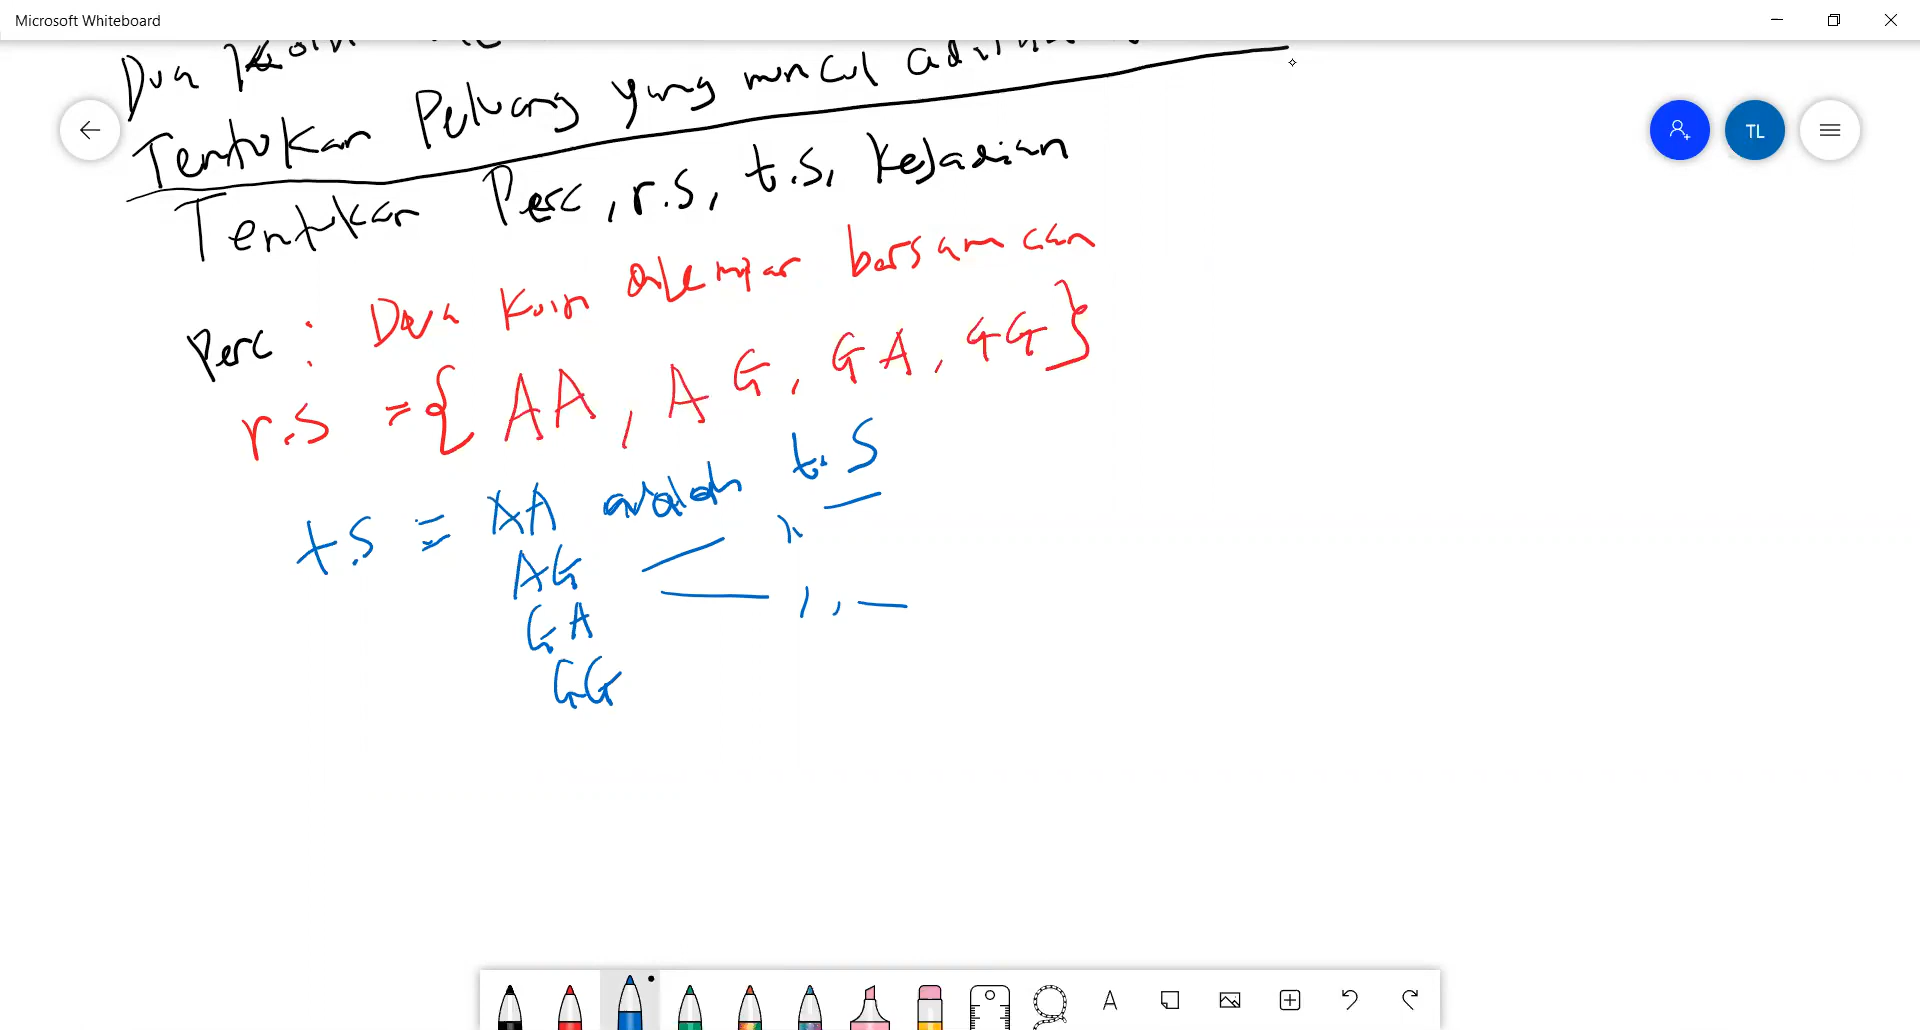 Microsoft Whiteboard
Dua Koin
Tentukan Peluang yang muncul
Tentukan Perc, r.s, t.s, Kejadian
Perc : Dua Koin dilempar bersamaan
r.s = { AA, AG, GA, GG }
t.s = AA adalah t.s
AG — 〃
GA — , , —
GG
TL
A